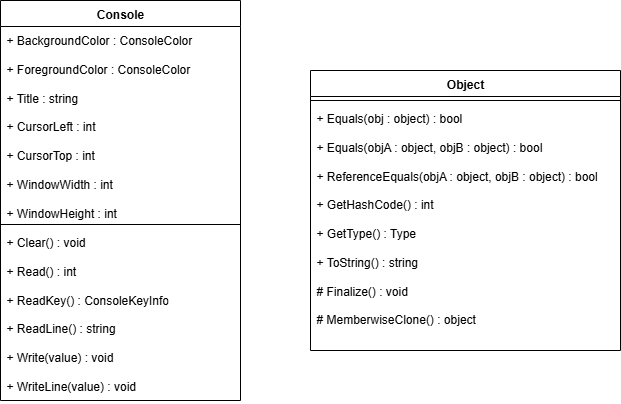 Console
+ BackgroundColor : ConsoleColor
+ ForegroundColor : ConsoleColor
+ Title : string
+ CursorLeft : int
+ CursorTop : int
+ WindowWidth : int
+ WindowHeight : int
+ Clear() : void
+ Read() : int
+ ReadKey() : ConsoleKeyInfo
+ ReadLine() : string
+ Write(value) : void
+ WriteLine(value) : void
Object
+ Equals(obj : object) : bool
+ Equals(objA : object, objB : object) : bool
+ ReferenceEquals(objA : object, objB : object) : bool
+ GetHashCode() : int
+ GetType() : Type
+ ToString() : string
# Finalize() : void
# MemberwiseClone() : object